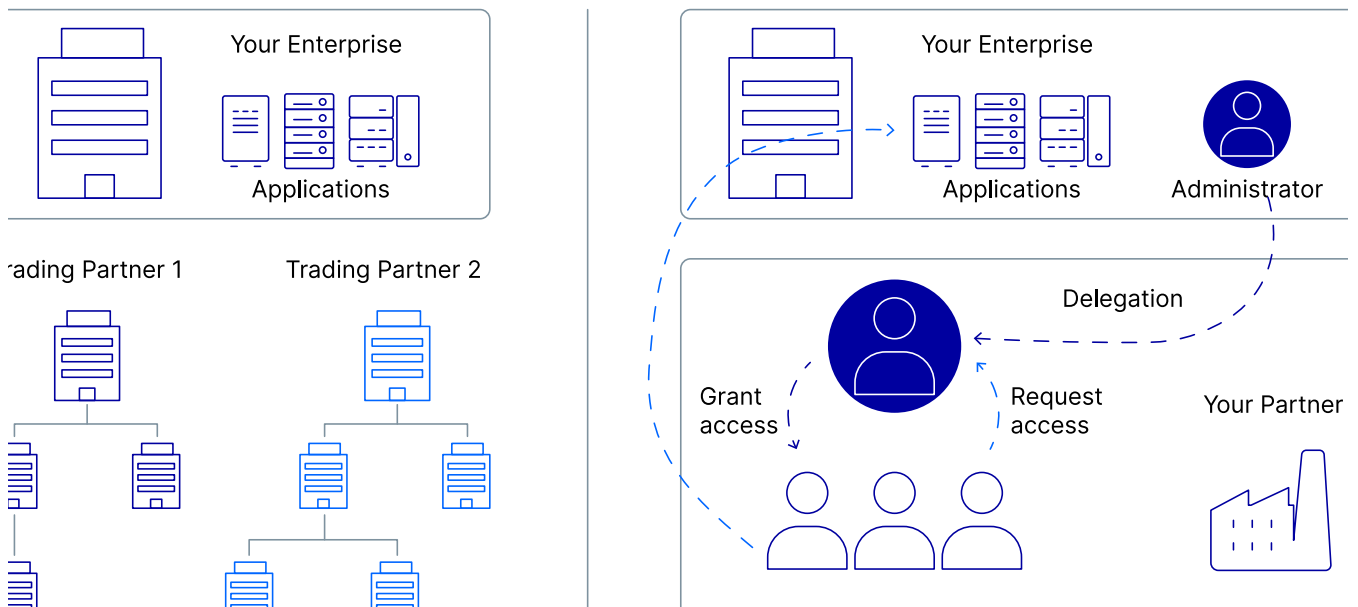 Your Enterprise
Applications
rading Partner 1
Trading Partner 2
Your Enterprise
Applications
Administrator
Delegation
Grant
access
Request
access
Your Partner